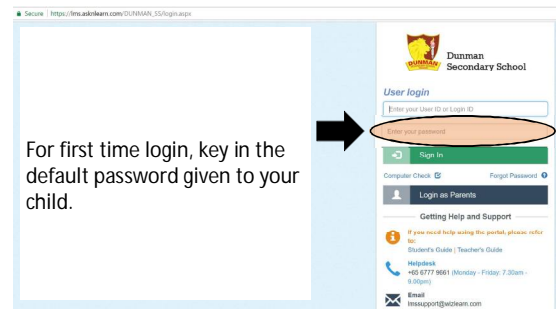 Secure | https://lms.asknlearn.com/DUNMAN_SS/login.aspx
For first time login, key in the
default password given to your
child.
DUNMAN
Dunman
Secondary School
User login
Enter your User ID or Login ID
Enter your password
Sign In
Computer Check
Forgot Password
Login as Parents
Getting Help and Support
If you need help using the portal, please refer
to:
Student's Guide | Teacher's Guide
Helpdesk
+65 6777 9661 (Monday - Friday: 7.30am -
9.00pm)
Email
lmssupport@wizlearn.com